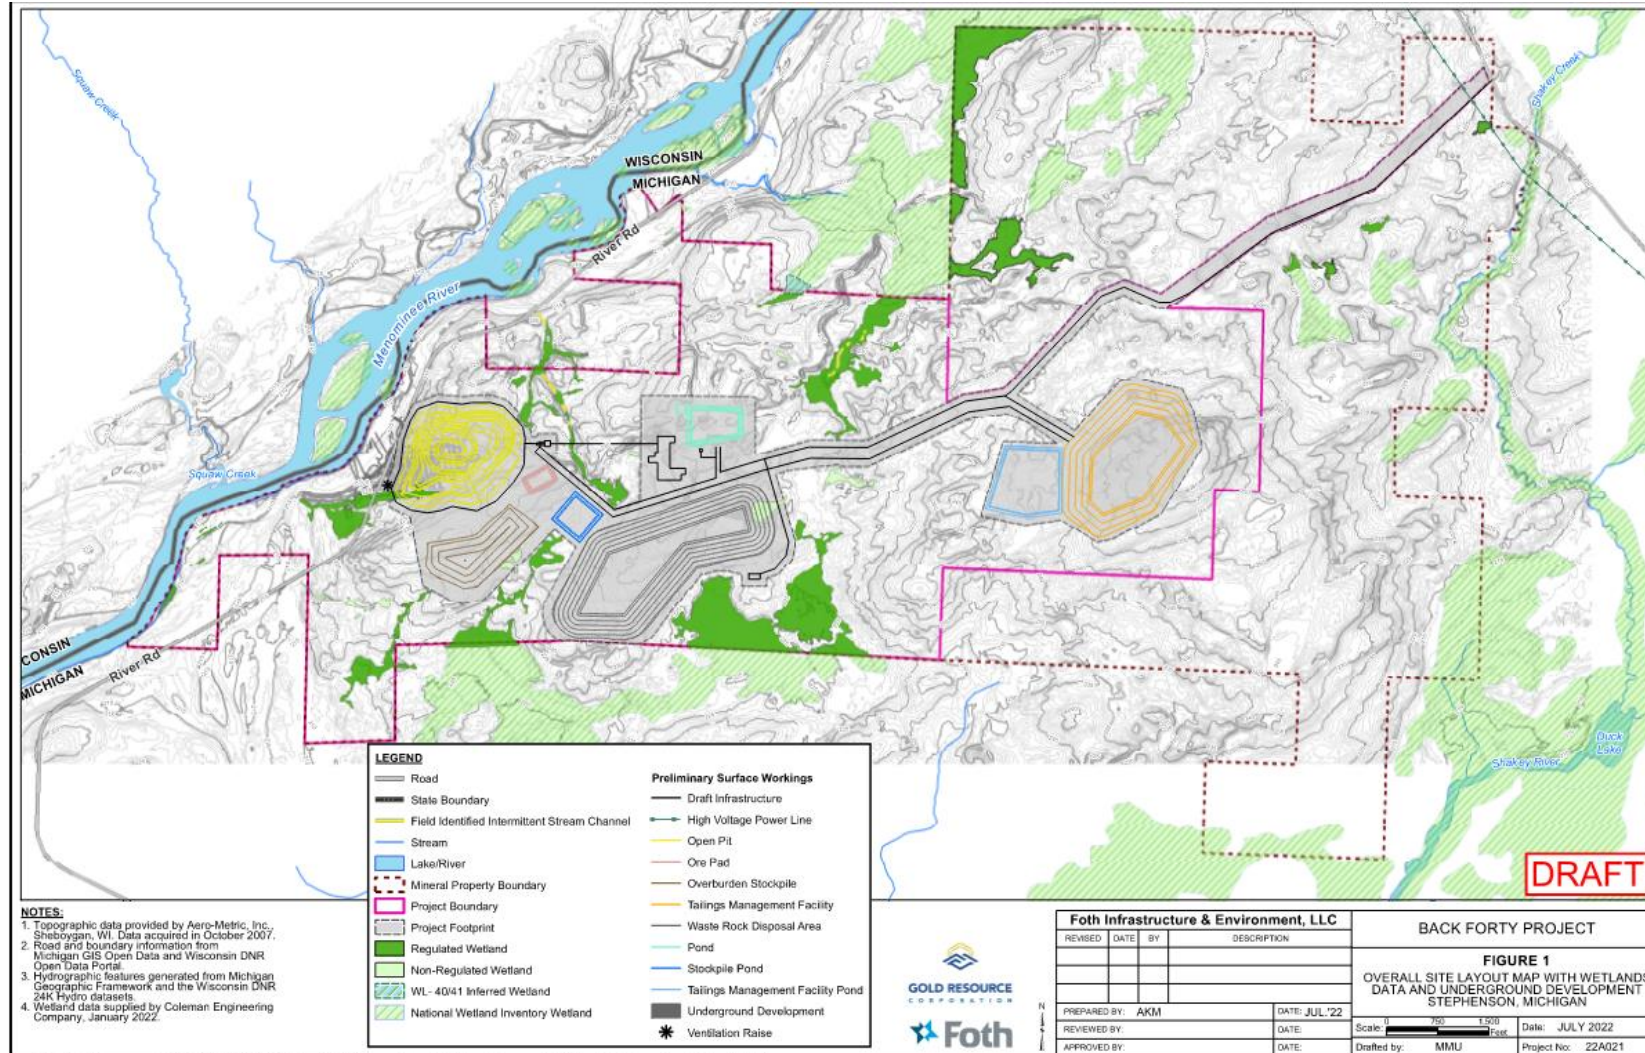 Squaw Creek
Shakey Creek
WISCONSIN
MICHIGAN
River Rd
Menominee River
Squaw Creek
CONSIN
MICHIGAN
River Rd
Duck
Lake
Shakey River
DRAFT
LEGEND
Road
State Boundary
Field Identified Intermittent Stream Channel
Stream
Lake/River
Mineral Property Boundary
Project Boundary
Project Footprint
Regulated Wetland
Non-Regulated Wetland
WL- 40/41 Inferred Wetland
National Wetland Inventory Wetland
Preliminary Surface Workings
Draft Infrastructure
High Voltage Power Line
Open Pit
Ore Pad
Overburden Stockpile
Tailings Management Facility
Waste Rock Disposal Area
Pond
Stockpile Pond
Tailings Management Facility Pond
Underground Development
Ventilation Raise
NOTES:
1. Topographic data provided by Aero-Metric, Inc.,
Sheboygan, WI. Data acquired in October 2007.
2. Road and boundary information from
Michigan GIS Open Data and Wisconsin DNR
Open Data Portal.
3. Hydrographic features generated from Michigan
Geographic Framework and the Wisconsin DNR
24K Hydro datasets.
4. Wetland data supplied by Coleman Engineering
Company, January 2022.
GOLD RESOURCE
CORPORATION
Foth
N
Foth Infrastructure & Environment, LLC
REVISED DATE BY DESCRIPTION
PREPARED BY: AKM DATE: JUL.'22
REVIEWED BY: DATE:
APPROVED BY: DATE:
BACK FORTY PROJECT
FIGURE 1
OVERALL SITE LAYOUT MAP WITH WETLANDS
DATA AND UNDERGROUND DEVELOPMENT
STEPHENSON, MICHIGAN
Scale: 0 750 1,500 Feet
Date: JULY 2022
Drafted by: MMU
Project No: 22A021